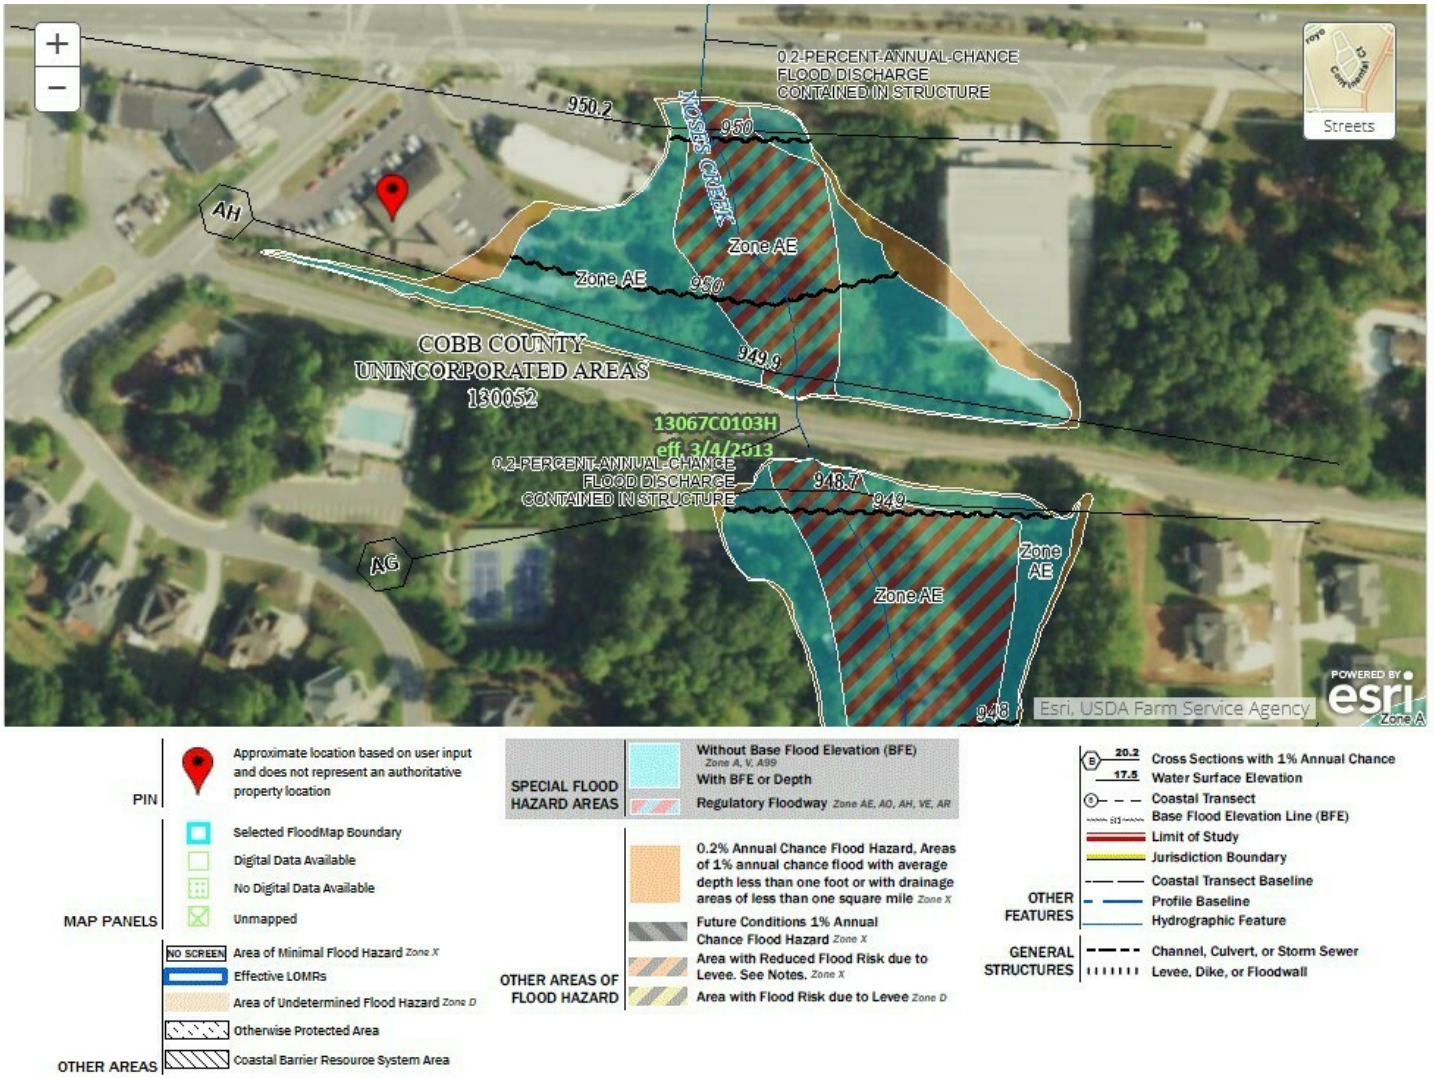 +
−
950.2
0.2-PERCENT-ANNUAL-CHANCE
FLOOD DISCHARGE
CONTAINED IN STRUCTURE
royo
Continental Ct
Streets
NOSES CREEK
950
AH
Zone AE
Zone AE
950
949.9
COBB COUNTY
UNINCORPORATED AREAS
130052
13067C0103H
eff. 3/4/2013
0.2-PERCENT-ANNUAL-CHANCE
FLOOD DISCHARGE
CONTAINED IN STRUCTURE
948.7
949
AG
Zone
AE
Zone AE
948
Esri, USDA Farm Service Agency
POWERED BY
esri
Zone A
PIN
Approximate location based on user input
and does not represent an authoritative
property location
MAP PANELS
Selected FloodMap Boundary
Digital Data Available
No Digital Data Available
Unmapped
OTHER AREAS
NO SCREEN Area of Minimal Flood Hazard Zone X
Effective LOMRs
Area of Undetermined Flood Hazard Zone D
Otherwise Protected Area
Coastal Barrier Resource System Area
SPECIAL FLOOD
HAZARD AREAS
Without Base Flood Elevation (BFE)
Zone A, V, A99
With BFE or Depth
Regulatory Floodway Zone AE, AO, AH, VE, AR
OTHER AREAS OF
FLOOD HAZARD
0.2% Annual Chance Flood Hazard, Areas
of 1% annual chance flood with average
depth less than one foot or with drainage
areas of less than one square mile Zone X
Future Conditions 1% Annual
Chance Flood Hazard Zone X
Area with Reduced Flood Risk due to
Levee. See Notes. Zone X
Area with Flood Risk due to Levee Zone D
OTHER
FEATURES
B 20.2 Cross Sections with 1% Annual Chance
17.5 Water Surface Elevation
8 Coastal Transect
513 Base Flood Elevation Line (BFE)
Limit of Study
Jurisdiction Boundary
Coastal Transect Baseline
Profile Baseline
Hydrographic Feature
GENERAL
STRUCTURES
Channel, Culvert, or Storm Sewer
Levee, Dike, or Floodwall